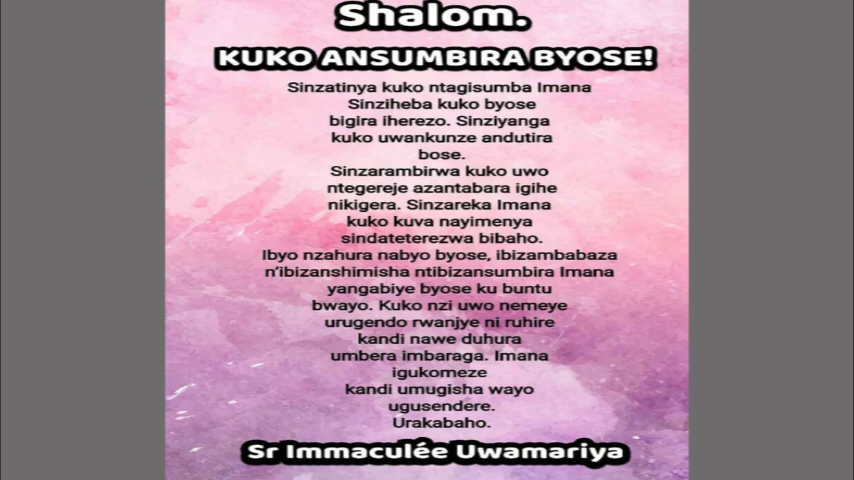 Shalom.
KUKO ANSUMBIRA BYOSE!
Sinzatinya kuko ntagisumba Imana
Sinziheba kuko byose
bigira iherezo. Sinziyanga
kuko uwankunze andutira
bose.
Sinzarambirwa kuko uwo
ntegereje azantabara igihe
nikigera. Sinzareka Imana
kuko kuva nayimenya
sindateterezwa bibaho.
Ibyo nzahura nabyo byose, ibizambabaza
n'ibizanshimisha ntibizansumbira Imana
yangabiye byose ku buntu
bwayo. Kuko nzi uwo nemeye
urugendo rwanjye ni ruhire
kandi nawe duhura
umbera imbaraga. Imana
igukomeze
kandi umugisha wayo
ugusendere.
Urakabaho.
Sr Immaculée Uwamariya